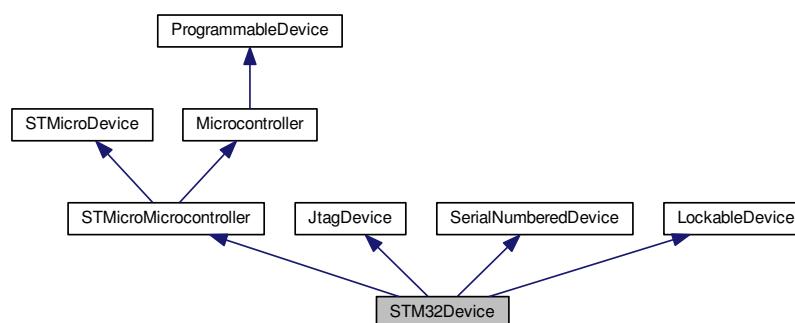 ProgrammableDevice
STMicroDevice
Microcontroller
STMicroMicrocontroller
JtagDevice
SerialNumberedDevice
LockableDevice
STM32Device